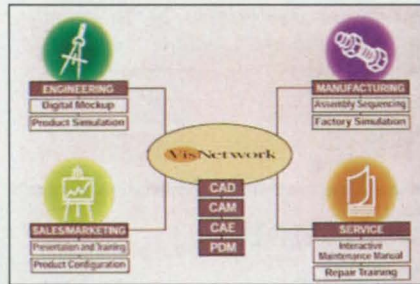 ENGINEERING
Digital Mockup
Product Simulation
MANUFACTURING
Assembly Sequencing
Factory Simulation
VisNetwork
CAD
CAM
CAE
PDM
SALES/MARKETING
Presentation and Training
Product Configuration
SERVICE
Interactive
Maintenance Manual
Repair Training